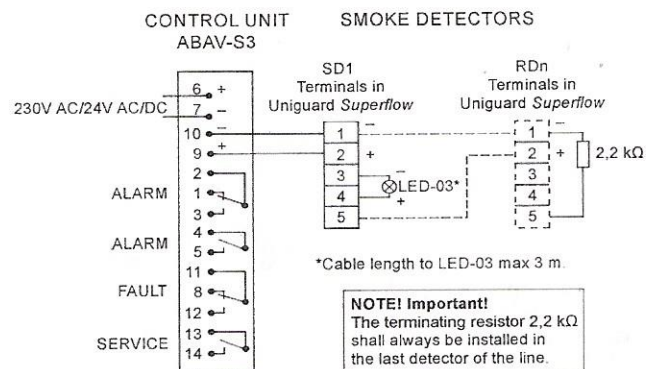 CONTROL UNIT
ABAV-S3
SMOKE DETECTORS
SD1
Terminals in
Uniguard Superflow
RDn
Terminals in
Uniguard Superflow
230V AC/24V AC/DC
6 +
7 –
10 –
9 +
2
ALARM
1
3
ALARM
4
5
11
FAULT
8
12
SERVICE
13
14
1 –
2 +
3 –
4 +
5
LED-03*
1 –
2 +
3
4
5
2,2 kΩ
*Cable length to LED-03 max 3 m.
NOTE! Important!
The terminating resistor 2,2 kΩ
shall always be installed in
the last detector of the line.